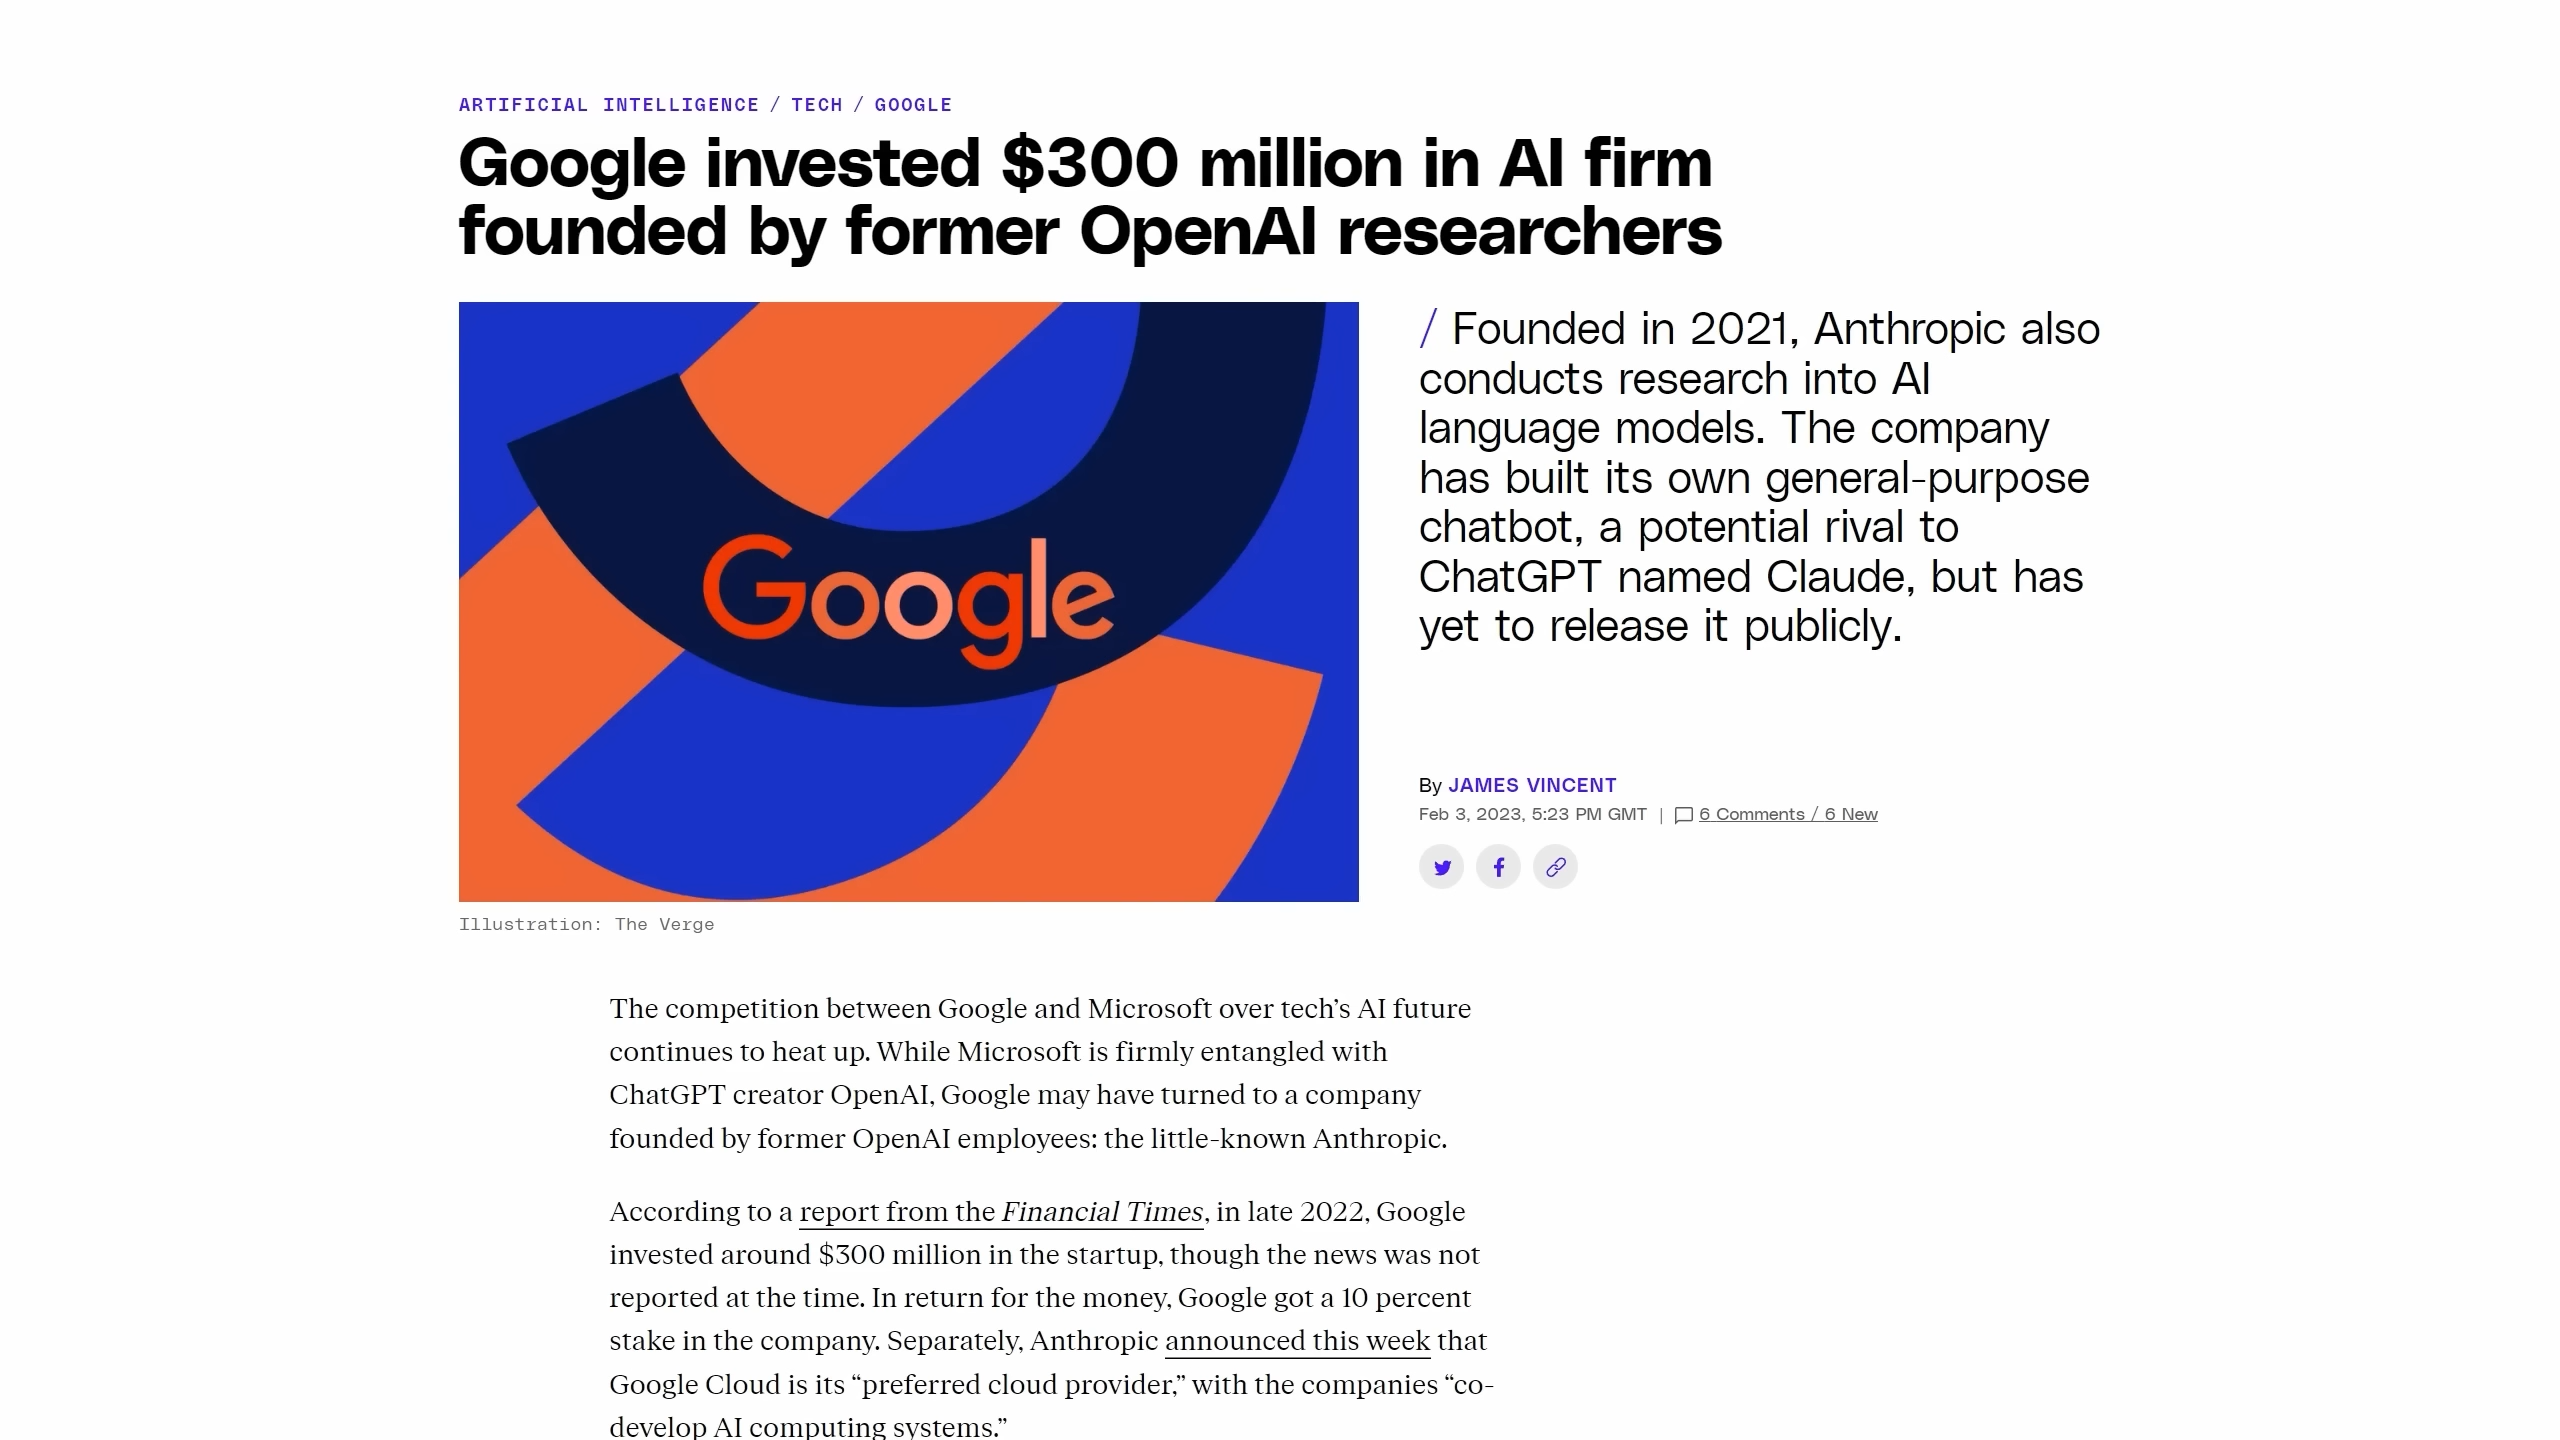 ARTIFICIAL INTELLIGENCE / TECH / GOOGLE
Google invested $300 million in AI firm
founded by former OpenAI researchers
Google
/ Founded in 2021, Anthropic also
conducts research into AI
language models. The company
has built its own general-purpose
chatbot, a potential rival to
ChatGPT named Claude, but has
yet to release it publicly.
By JAMES VINCENT
Feb 3, 2023, 5:23 PM GMT | 6 Comments / 6 New
Illustration: The Verge
The competition between Google and Microsoft over tech’s AI future
continues to heat up. While Microsoft is firmly entangled with
ChatGPT creator OpenAI, Google may have turned to a company
founded by former OpenAI employees: the little-known Anthropic.
According to a report from the Financial Times, in late 2022, Google
invested around $300 million in the startup, though the news was not
reported at the time. In return for the money, Google got a 10 percent
stake in the company. Separately, Anthropic announced this week that
Google Cloud is its “preferred cloud provider,” with the companies “co-
develop AI computing systems.”